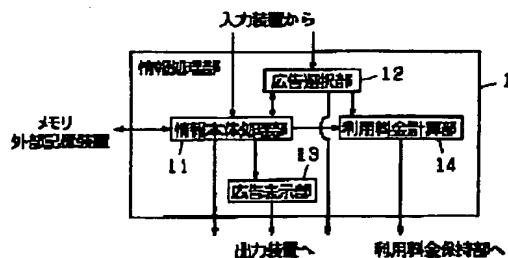 入力装置から
情報処理部
広告選択部
12
1
メモリ
外部記憶装置
情報本体処理部
利用料金計算部
11
13
14
広告表示部
出力装置へ
利用料金保持部へ